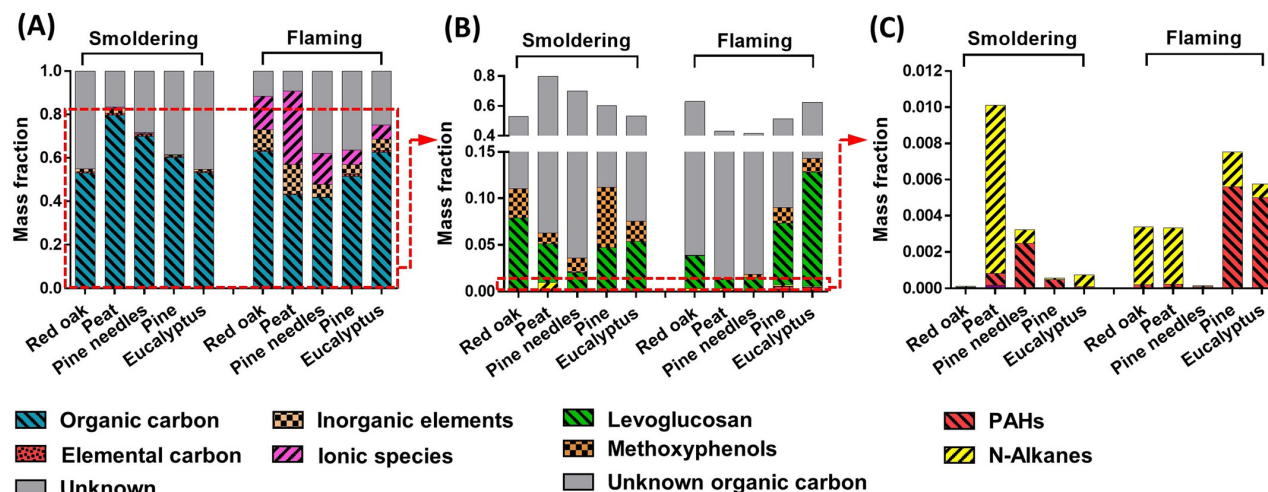 (A)
Smoldering
Flaming
Mass fraction
1.0
0.8
0.6
0.4
0.2
0.0
Red oak
Peat
Pine needles
Pine
Eucalyptus
Red oak
Peat
Pine needles
Pine
Eucalyptus
(B)
Smoldering
Flaming
Mass fraction
0.8
0.6
0.4
0.15
0.10
0.05
0.00
Red oak
Peat
Pine needles
Pine
Eucalyptus
Red oak
Peat
Pine needles
Pine
Eucalyptus
(C)
Smoldering
Flaming
Mass fraction
0.012
0.010
0.008
0.006
0.004
0.002
0.000
Red oak
Peat
Pine needles
Pine
Eucalyptus
Red oak
Peat
Pine needles
Pine
Eucalyptus
Organic carbon
Elemental carbon
Unknown
Inorganic elements
Ionic species
Levoglucosan
Methoxyphenols
Unknown organic carbon
PAHs
N-Alkanes